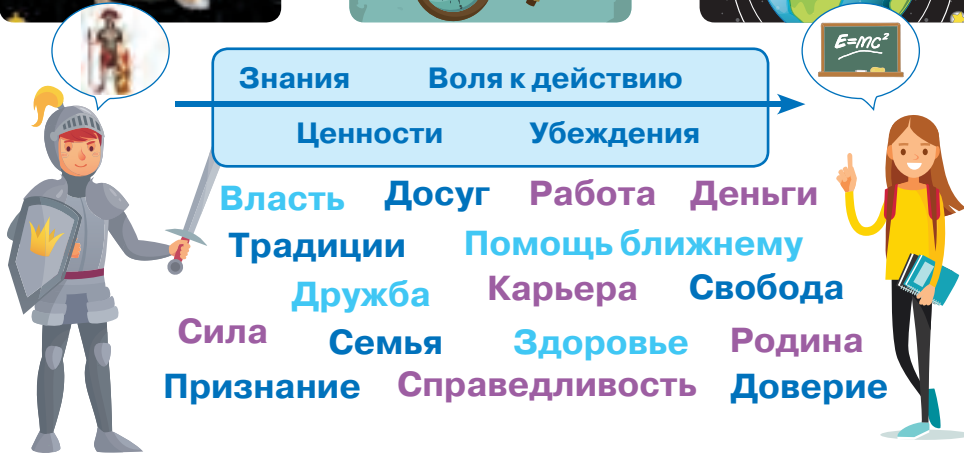 E=mc²
Знания Воля к действию
Ценности Убеждения
Власть Досуг Работа Деньги
Традиции Помощь ближнему
Дружба Карьера Свобода
Сила Семья Здоровье Родина
Признание Справедливость Доверие